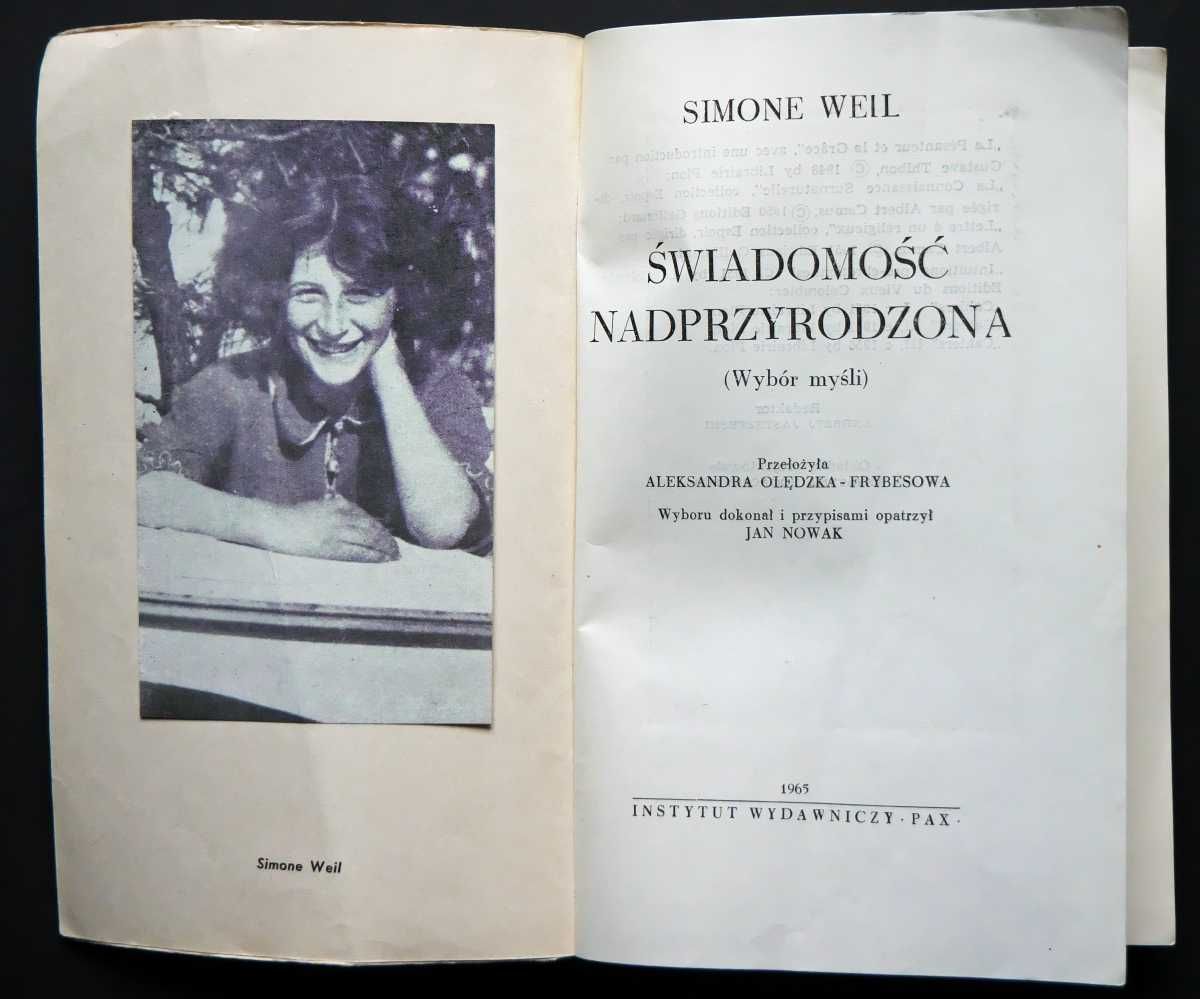 Simone Weil
SIMONE WEIL
ŚWIADOMOŚĆ
NADPRZYRODZONA
(Wybór myśli)
Przełożyła
ALEKSANDRA OLĘDZKA-FRYBESOWA
Wyboru dokonał i przypisami opatrzył
JAN NOWAK
1965
INSTYTUT WYDAWNICZY · PAX ·